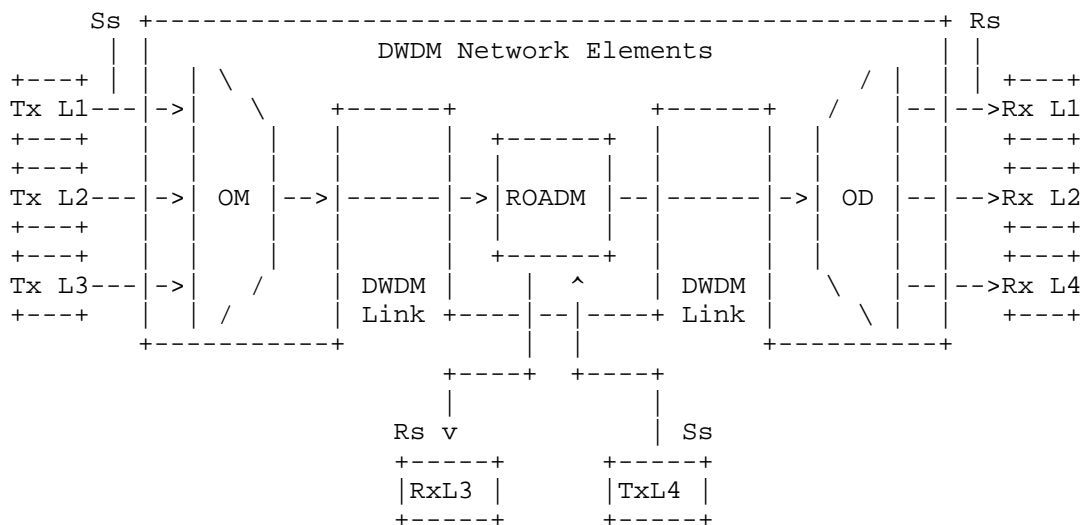 Ss Rs
DWDM Network Elements
Tx L1 Rx L1
Tx L2 OM ROADM OD Rx L2
Tx L3 DWDM DWDM Rx L4
Link Link
Rs v Ss
RxL3 TxL4